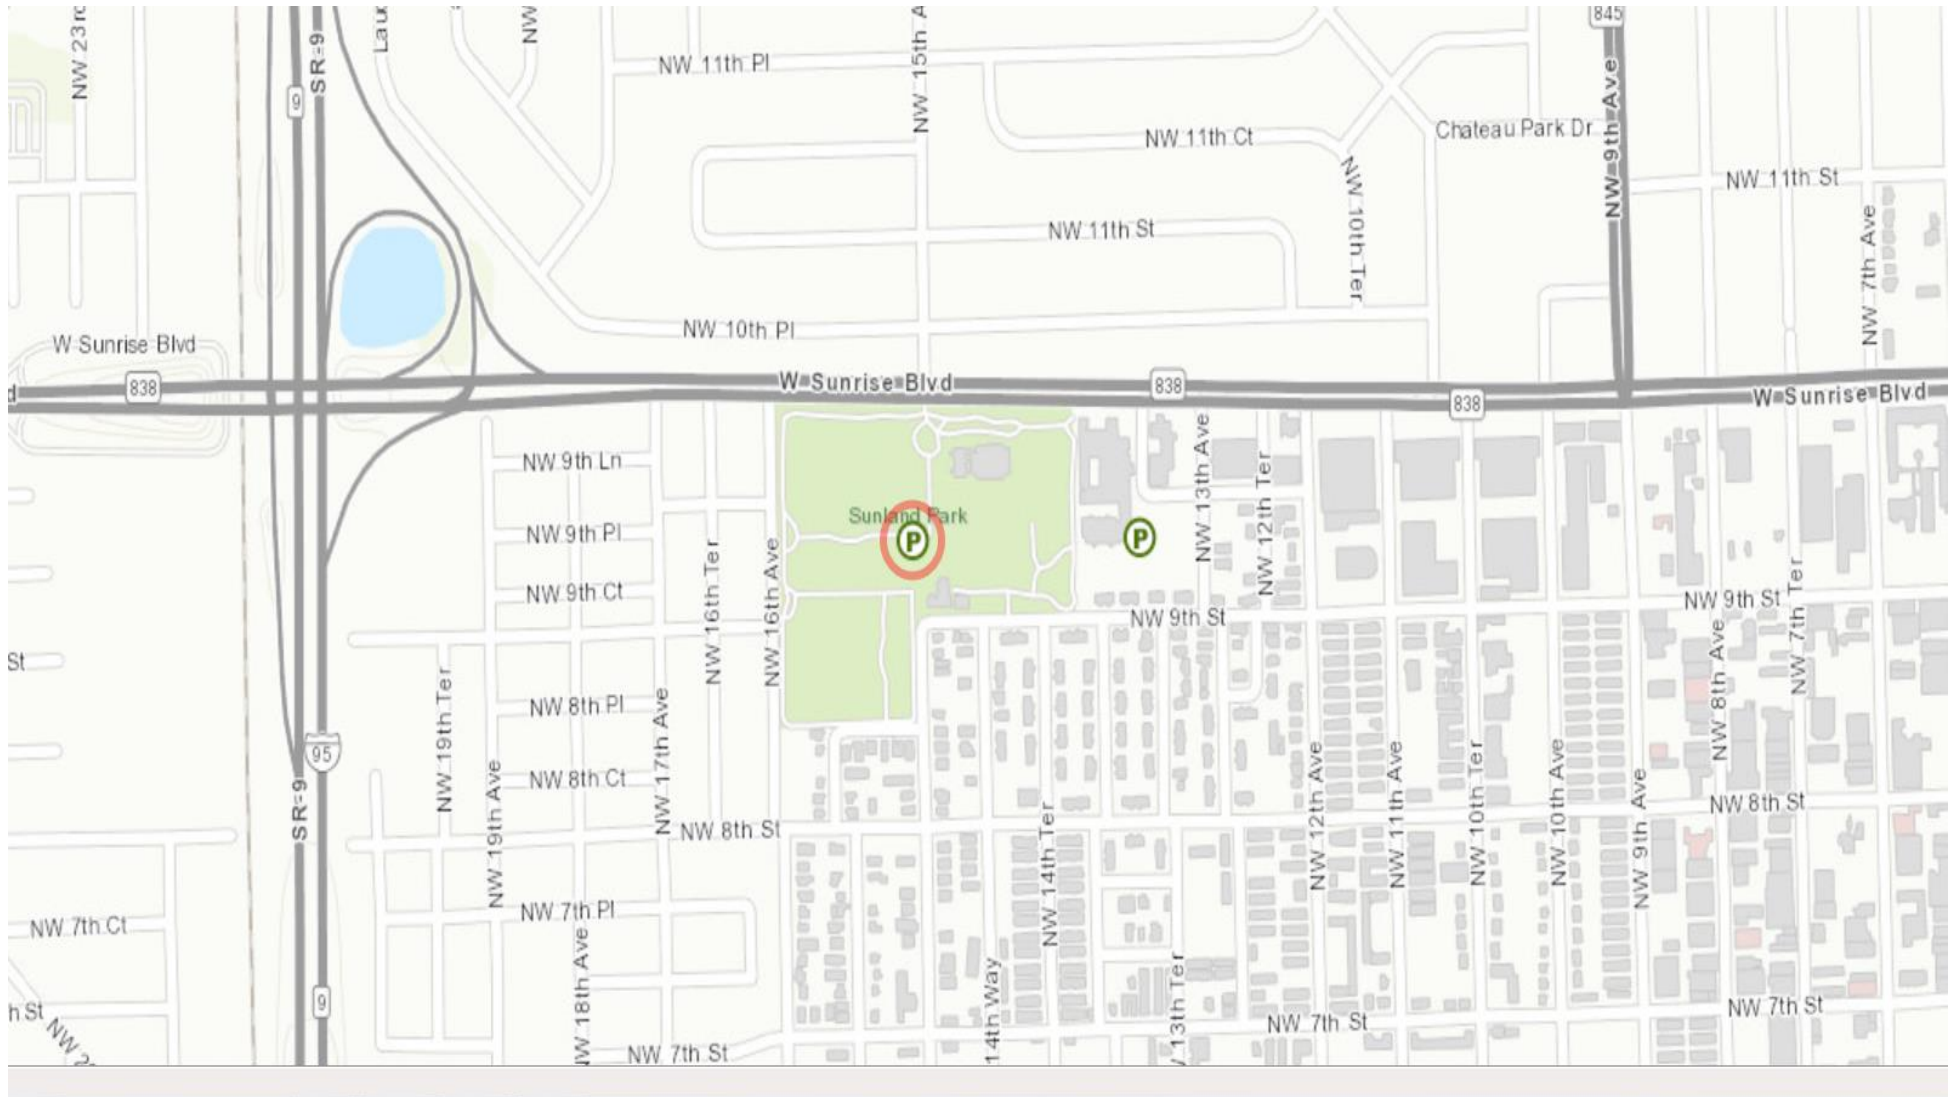 NW 23rd
SR-9
9
NW
NW 11th Pl
NW 15th A
845
NW 9th Ave
Chateau Park Dr
NW 11th Ct
NW 10th Ter
NW 11th St
NW 11th St
NW 7th Ave
W Sunrise Blvd
NW 10th Pl
838
d
W Sunrise Blvd
838
838
W Sunrise Blvd
NW 9th Ln
NW 13th Ave
NW 12th Ter
Sunland Park
P
P
NW 9th Pl
NW 9th Ct
NW 16th Ter
NW 16th Ave
NW 9th St
NW 9th St
NW 7th Ter
St
NW 8th Ave
NW 19th Ter
NW 8th Pl
NW 17th Ave
95
SR-9
NW 8th Ct
NW 19th Ave
NW 8th St
NW 14th Ter
NW 12th Ave
NW 11th Ave
NW 10th Ter
NW 10th Ave
NW 9th Ave
NW 8th St
NW 7th Ct
NW 7th Pl
NW 18th Ave
9
h St
NW 2
NW 7th St
14th Way
13th Ter
NW 7th St
NW 7th St